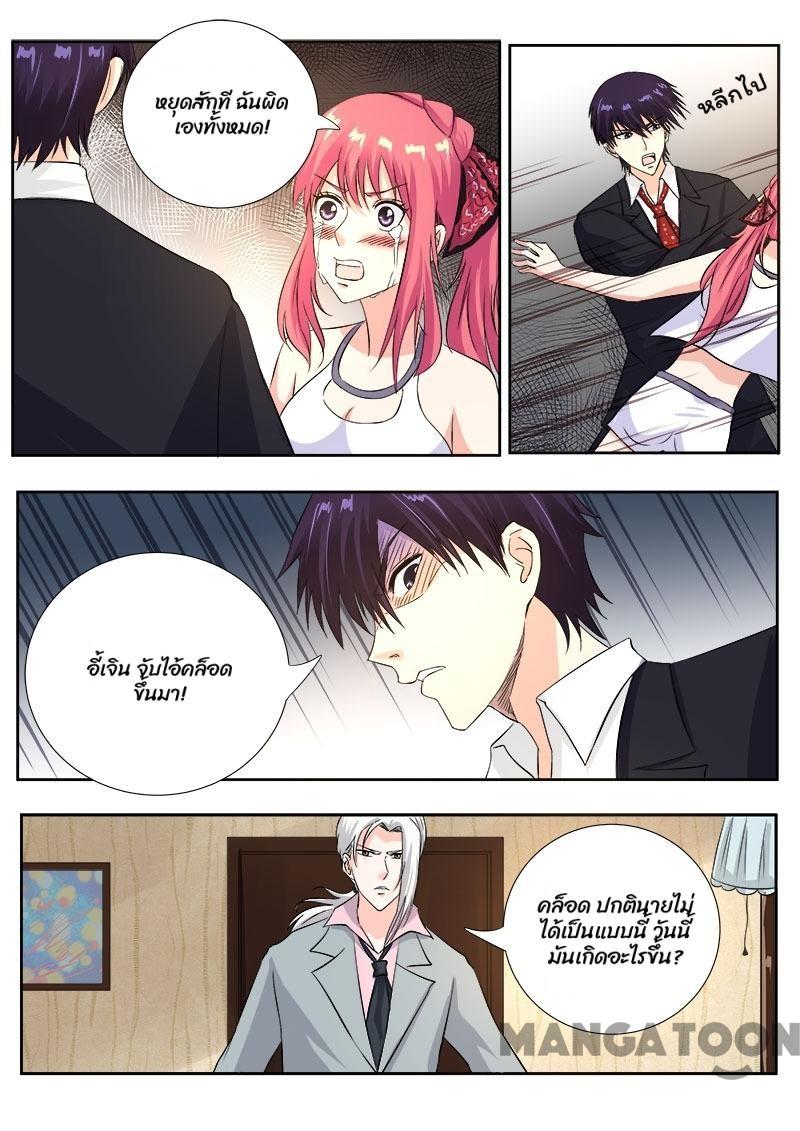 หยุดสักที ฉันผิด
เองทั้งหมด!
หลีกไป
อี้เจิน จับไอ้คล็อด
ขึ้นมา!
คล็อด ปกตินายไม่
ได้เป็นแบบนี้ วันนี้
มันเกิดอะไรขึ้น?
MANGATOON